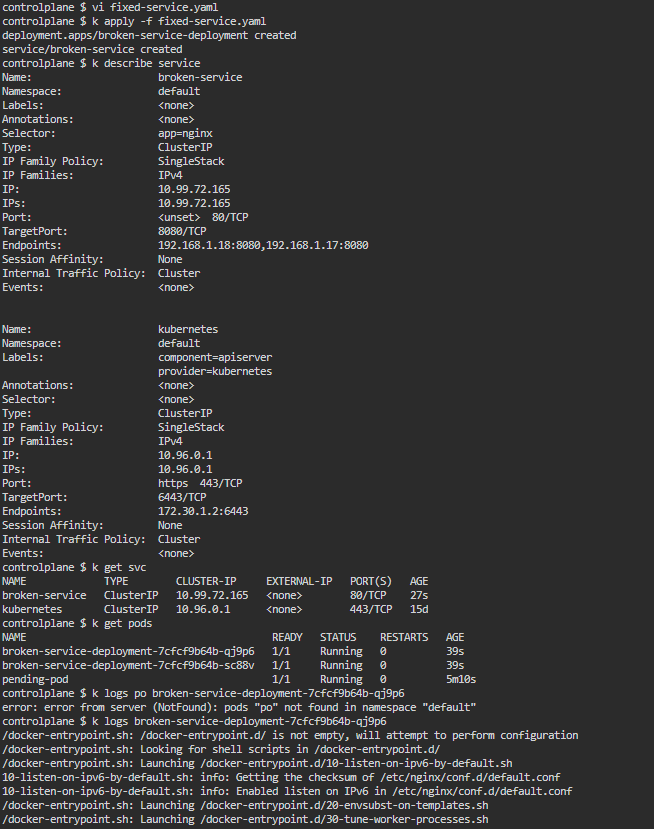 controlplane $ vi fixed-service.yaml
controlplane $ k apply -f fixed-service.yaml
deployment.apps/broken-service-deployment created
service/broken-service created
controlplane $ k describe service
Name:                     broken-service
Namespace:                default
Labels:                   <none>
Annotations:              <none>
Selector:                 app=nginx
Type:                     ClusterIP
IP Family Policy:         SingleStack
IP Families:              IPv4
IP:                       10.99.72.165
IPs:                      10.99.72.165
Port:                     <unset>  80/TCP
TargetPort:               8080/TCP
Endpoints:                192.168.1.18:8080,192.168.1.17:8080
Session Affinity:         None
Internal Traffic Policy:  Cluster
Events:                   <none>
Name:                     kubernetes
Namespace:                default
Labels:                   component=apiserver
                          provider=kubernetes
Annotations:              <none>
Selector:                 <none>
Type:                     ClusterIP
IP Family Policy:         SingleStack
IP Families:              IPv4
IP:                       10.96.0.1
IPs:                      10.96.0.1
Port:                     https  443/TCP
TargetPort:               6443/TCP
Endpoints:                172.30.1.2:6443
Session Affinity:         None
Internal Traffic Policy:  Cluster
Events:                   <none>
controlplane $ k get svc
NAME             TYPE        CLUSTER-IP     EXTERNAL-IP   PORT(S)   AGE
broken-service   ClusterIP   10.99.72.165   <none>        80/TCP    27s
kubernetes       ClusterIP   10.96.0.1      <none>        443/TCP   15d
controlplane $ k get pods
NAME                                         READY   STATUS    RESTARTS   AGE
broken-service-deployment-7cfcf9b64b-qj9p6   1/1     Running   0          39s
broken-service-deployment-7cfcf9b64b-sc88v   1/1     Running   0          39s
pending-pod                                  1/1     Running   0          5m10s
controlplane $ k logs po broken-service-deployment-7cfcf9b64b-qj9p6
error: error from server (NotFound): pods "po" not found in namespace "default"
controlplane $ k logs broken-service-deployment-7cfcf9b64b-qj9p6
/docker-entrypoint.sh: /docker-entrypoint.d/ is not empty, will attempt to perform configuration
/docker-entrypoint.sh: Looking for shell scripts in /docker-entrypoint.d/
/docker-entrypoint.sh: Launching /docker-entrypoint.d/10-listen-on-ipv6-by-default.sh
10-listen-on-ipv6-by-default.sh: info: Getting the checksum of /etc/nginx/conf.d/default.conf
10-listen-on-ipv6-by-default.sh: info: Enabled listen on IPv6 in /etc/nginx/conf.d/default.conf
/docker-entrypoint.sh: Launching /docker-entrypoint.d/20-envsubst-on-templates.sh
/docker-entrypoint.sh: Launching /docker-entrypoint.d/30-tune-worker-processes.sh